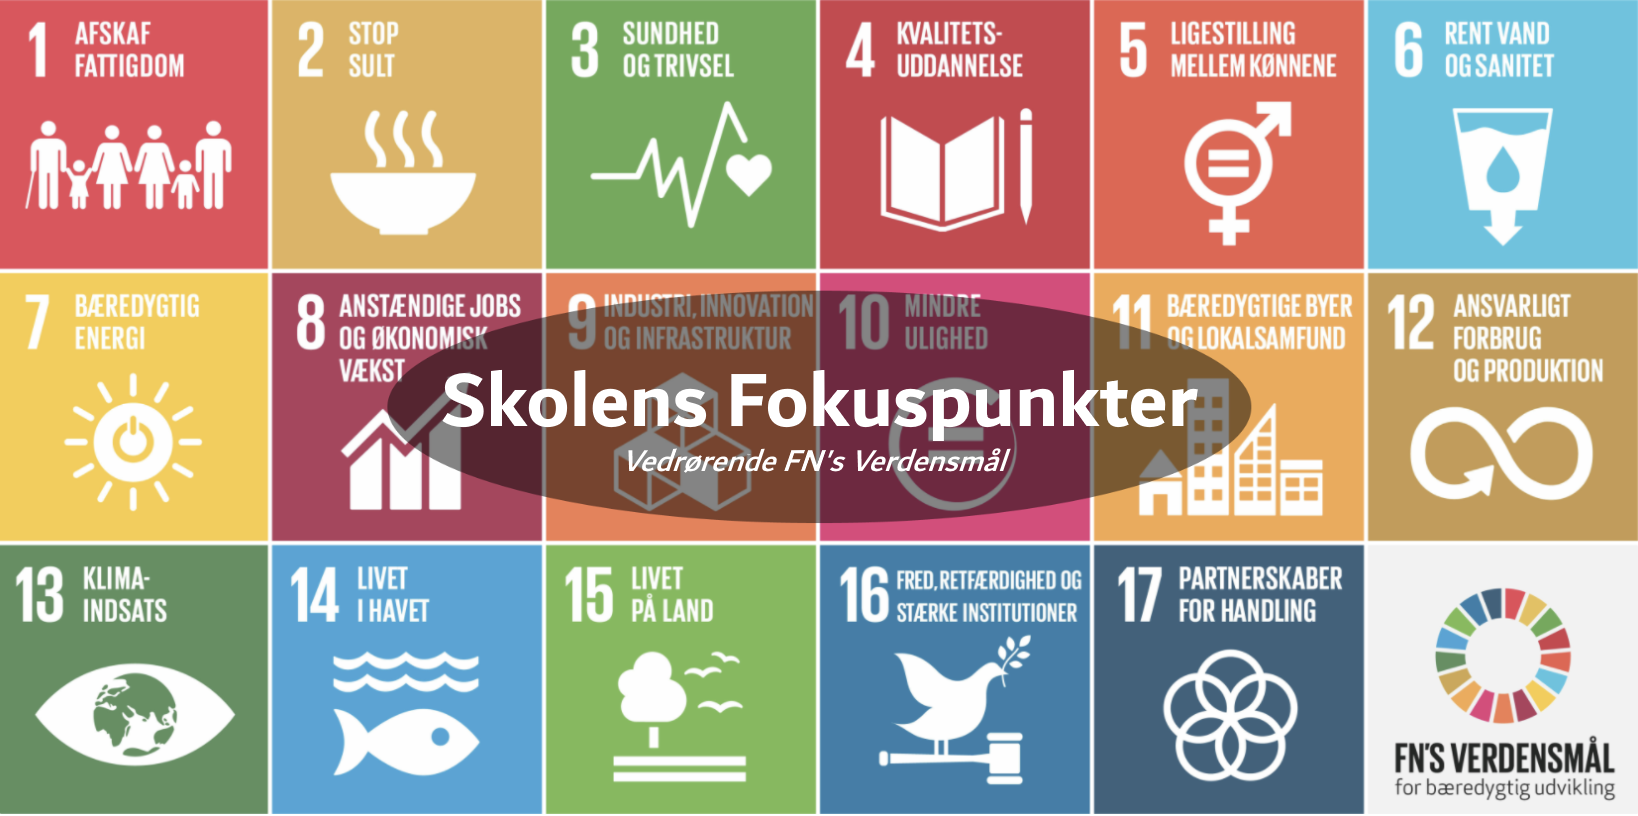 1 AFSKAF
FATTIGDOM
2 STOP
SULT
3 SUNDHED
OG TRIVSEL
4 KVALITETS-
UDDANNELSE
5 LIGESTILLING
MELLEM KØNNENE
6 RENT VAND
OG SANITET
7 BÆREDYGTIG
ENERGI
8 ANSTÆNDIGE JOBS
OG ØKONOMISK
VÆKST
9 INDUSTRI, INNOVATION
OG INFRASTRUKTUR
10 MINDRE
ULIGHED
11 BÆREDYGTIGE BYER
OG LOKALSAMFUND
12 ANSVARLIGT
FORBRUG
OG PRODUKTION
Skolens Fokuspunkter
Vedrørende FN's Verdensmål
13 KLIMA-
INDSATS
14 LIVET
I HAVET
15 LIVET
PÅ LAND
16 FRED, RETFÆRDIGHED OG
STÆRKE INSTITUTIONER
17 PARTNERSKABER
FOR HANDLING
FN'S VERDENSMÅL
for bæredygtig udvikling